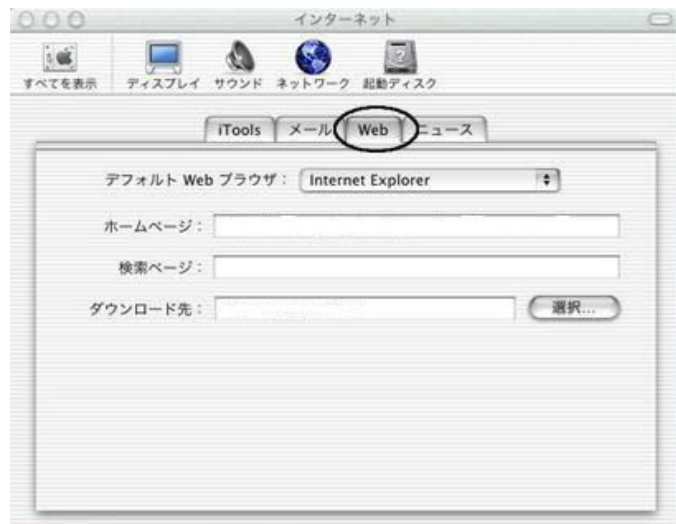 インターネット
すべてを表示 ディスプレイ サウンド ネットワーク 起動ディスク
iTools メール Web ニュース
デフォルト Web ブラウザ： Internet Explorer
ホームページ：
検索ページ：
ダウンロード先： 選択...